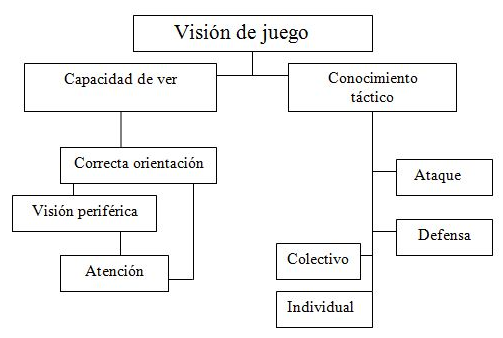 Visión de juego
Capacidad de ver
Conocimiento
táctico
Correcta orientación
Ataque
Visión periférica
Defensa
Colectivo
Atención
Individual